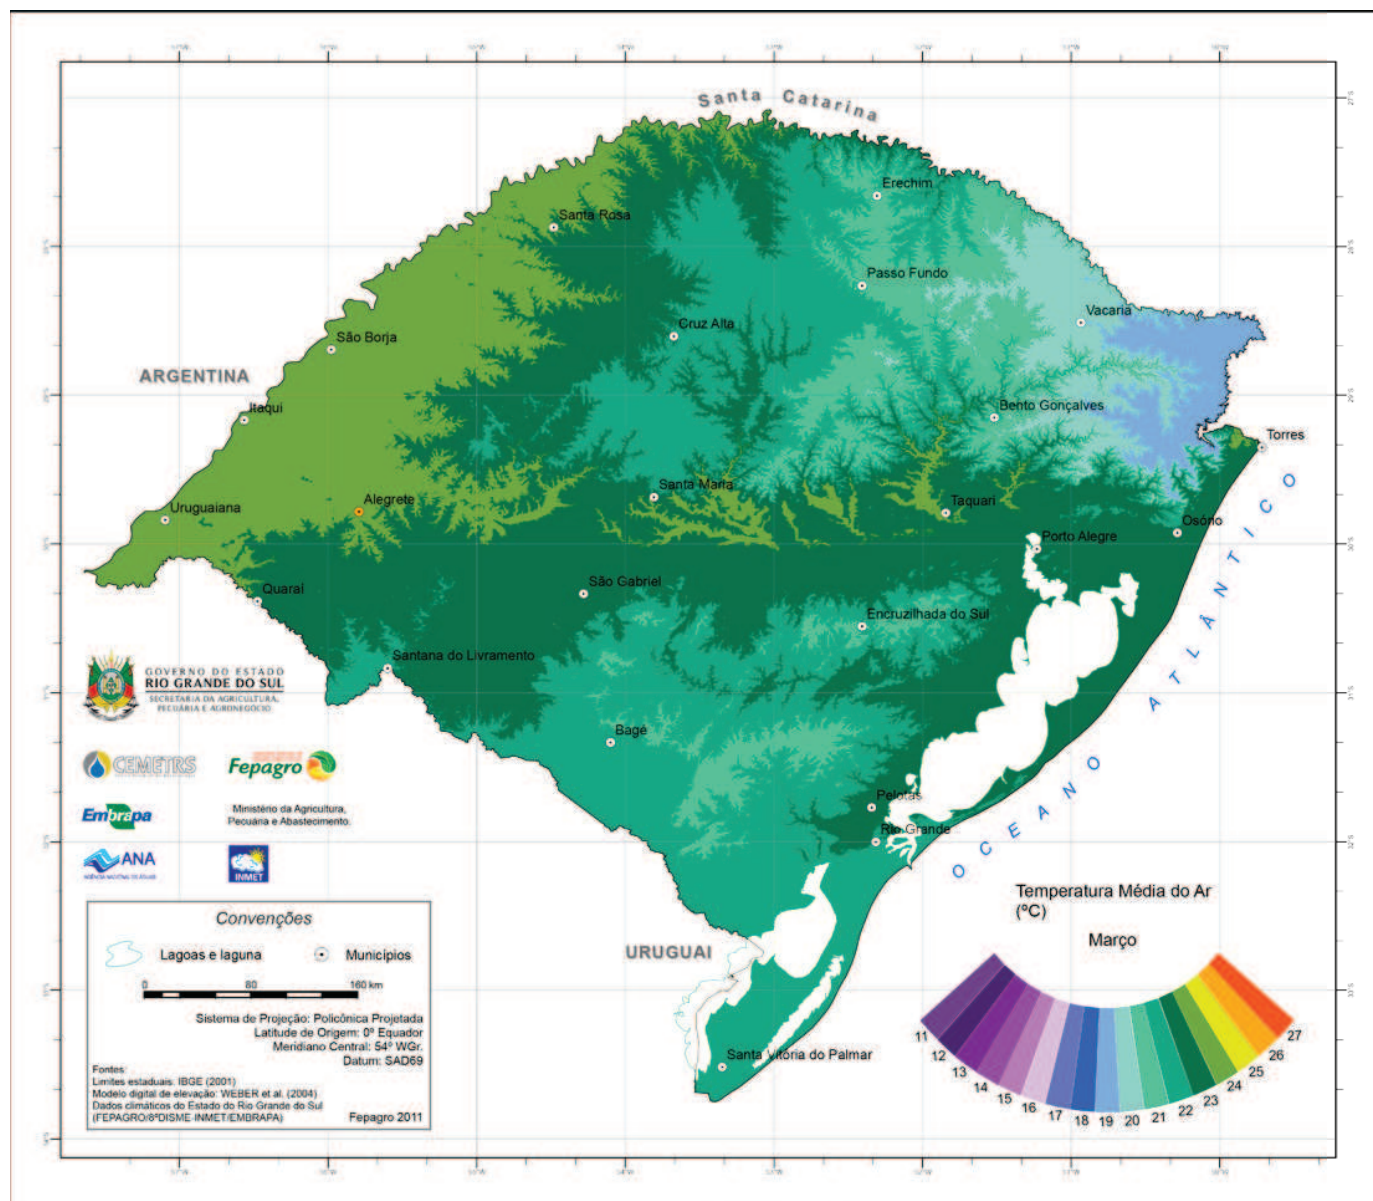 Santa Catarina
Erechim
Santa Rosa
Passo Fundo
Vacaria
Cruz Alta
São Borja
ARGENTINA
Itaqui
Bento Gonçalves
Torres
Santa Maria
Alegrete
Taquari
Uruguaiana
Osório
Porto Alegre
São Gabriel
Quaraí
Encruzilhada do Sul
Santana do Livramento
OCEANO ATLÂNTICO
Bagé
Pelotas
Rio Grande
URUGUAI
Santa Vitória do Palmar
GOVERNO DO ESTADO
RIO GRANDE DO SUL
SECRETARIA DA AGRICULTURA,
PECUÁRIA E AGRONEGÓCIO
CEMETRS
Fepagro
Embrapa
Ministério da Agricultura,
Pecuária e Abastecimento.
ANA
INMET
Convenções
Lagoas e laguna
Municípios
0 80 160 km
Sistema de Projeção: Policônica Projetada
Latitude de Origem: 0º Equador
Meridiano Central: 54º WGr.
Datum: SAD69
Fontes:
Limites estaduais: IBGE (2001)
Modelo digital de elevação: WEBER et al. (2004)
Dados climáticos do Estado do Rio Grande do Sul
(FEPAGRO/8ºDISME-INMET/EMBRAPA)
Fepagro 2011
Temperatura Média do Ar
(ºC)
Março
11 12 13 14 15 16 17 18 19 20 21 22 23 24 25 26 27